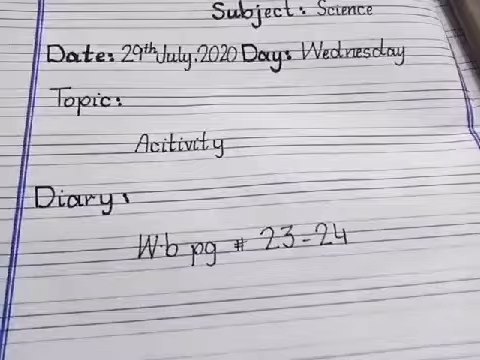 Subject: Science
Date: 29th July, 2020 Day: Wednesday
Topic:
Acitivity
Diary:
W.b pg # 23-24